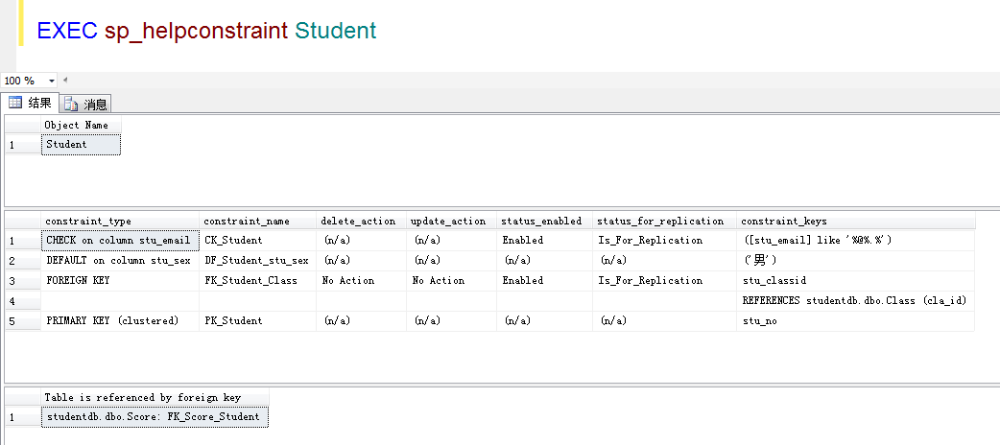 EXEC sp_helpconstraint Student
100 %
结果 消息
Object Name
1 Student
constraint_type constraint_name delete_action update_action status_enabled status_for_replication constraint_keys
1 CHECK on column stu_email CK_Student (n/a) (n/a) Enabled Is_For_Replication ([stu_email] like '%@%.%')
2 DEFAULT on column stu_sex DF_Student_stu_sex (n/a) (n/a) (n/a) (n/a) ('男')
3 FOREIGN KEY FK_Student_Class No Action No Action Enabled Is_For_Replication stu_classid
4 REFERENCES studentdb.dbo.Class (cla_id)
5 PRIMARY KEY (clustered) PK_Student (n/a) (n/a) (n/a) (n/a) stu_no
Table is referenced by foreign key
1 studentdb.dbo.Score: FK_Score_Student